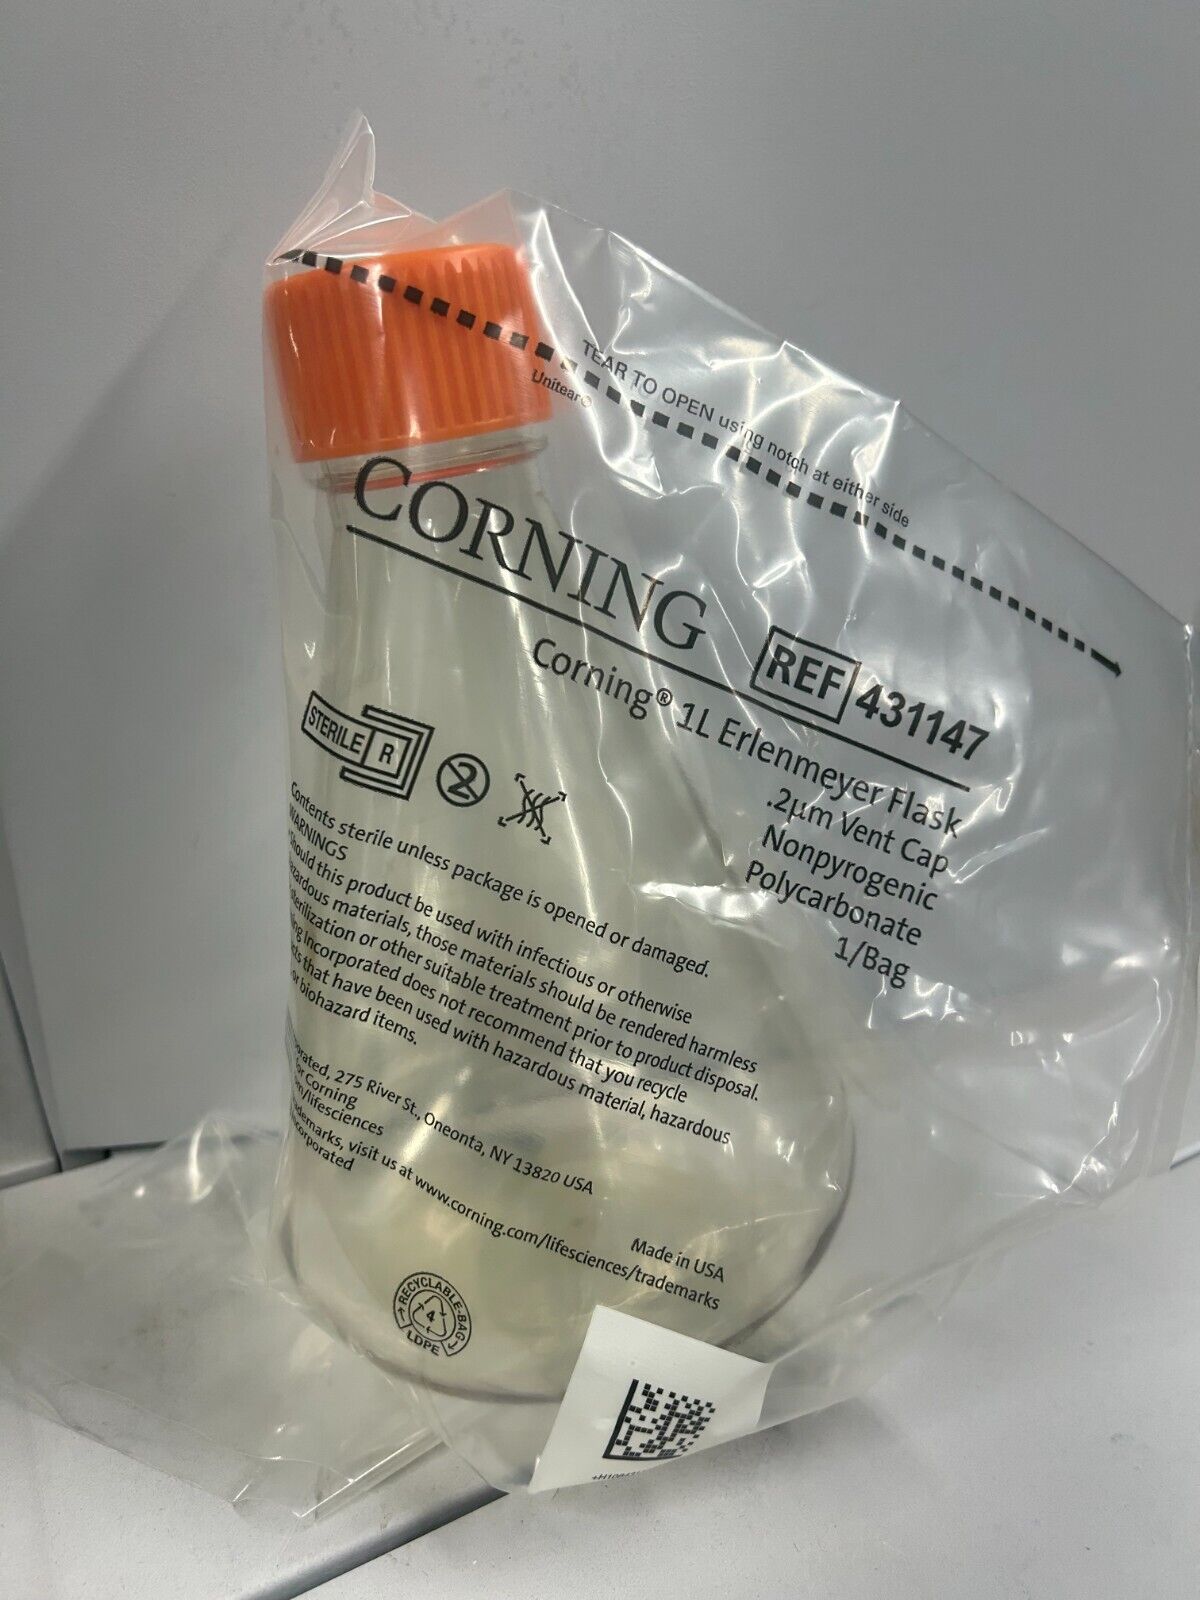 TEAR TO OPEN using notch at either side
Unitear®
CORNING
REF 431147
Corning® 1L Erlenmeyer Flask
.2µm Vent Cap
Nonpyrogenic
Polycarbonate
1/Bag
STERILE R
2
Contents sterile unless package is opened or damaged.
WARNINGS
Should this product be used with infectious or otherwise
hazardous materials, those materials should be rendered harmless
sterilization or other suitable treatment prior to product disposal.
Incorporated does not recommend that you recycle
that have been used with hazardous material, hazardous
or biohazard items.
275 River St., Oneonta, NY 13820 USA
for Corning
/lifesciences
visit us at www.corning.com/lifesciences/trademarks
Made in USA
RECYCLABLE-BAG
4
LDPE